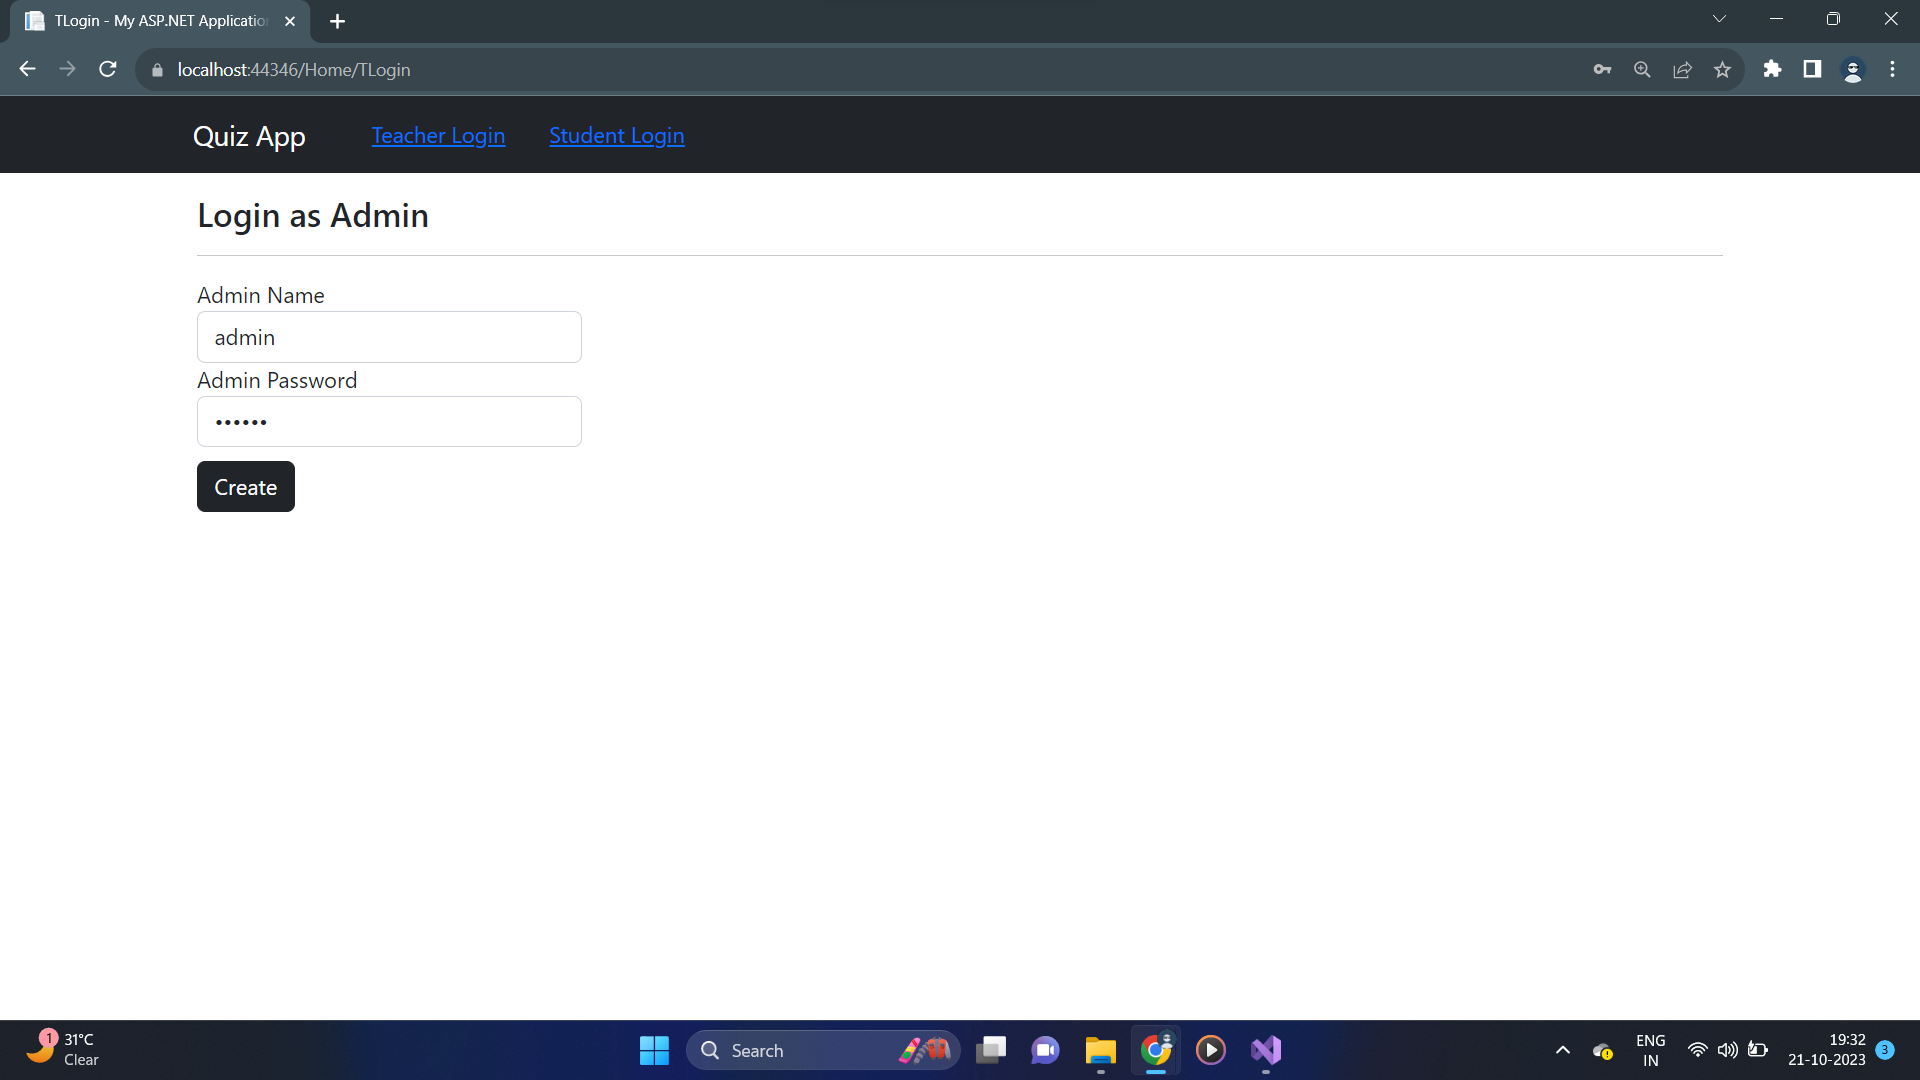 TLogin - My ASP.NET Applicatio
localhost:44346/Home/TLogin
Quiz App
Teacher Login
Student Login
Login as Admin
Admin Name
admin
Admin Password
••••••
Create
1
31°C
Clear
Search
ENG
IN
19:32
21-10-2023
3